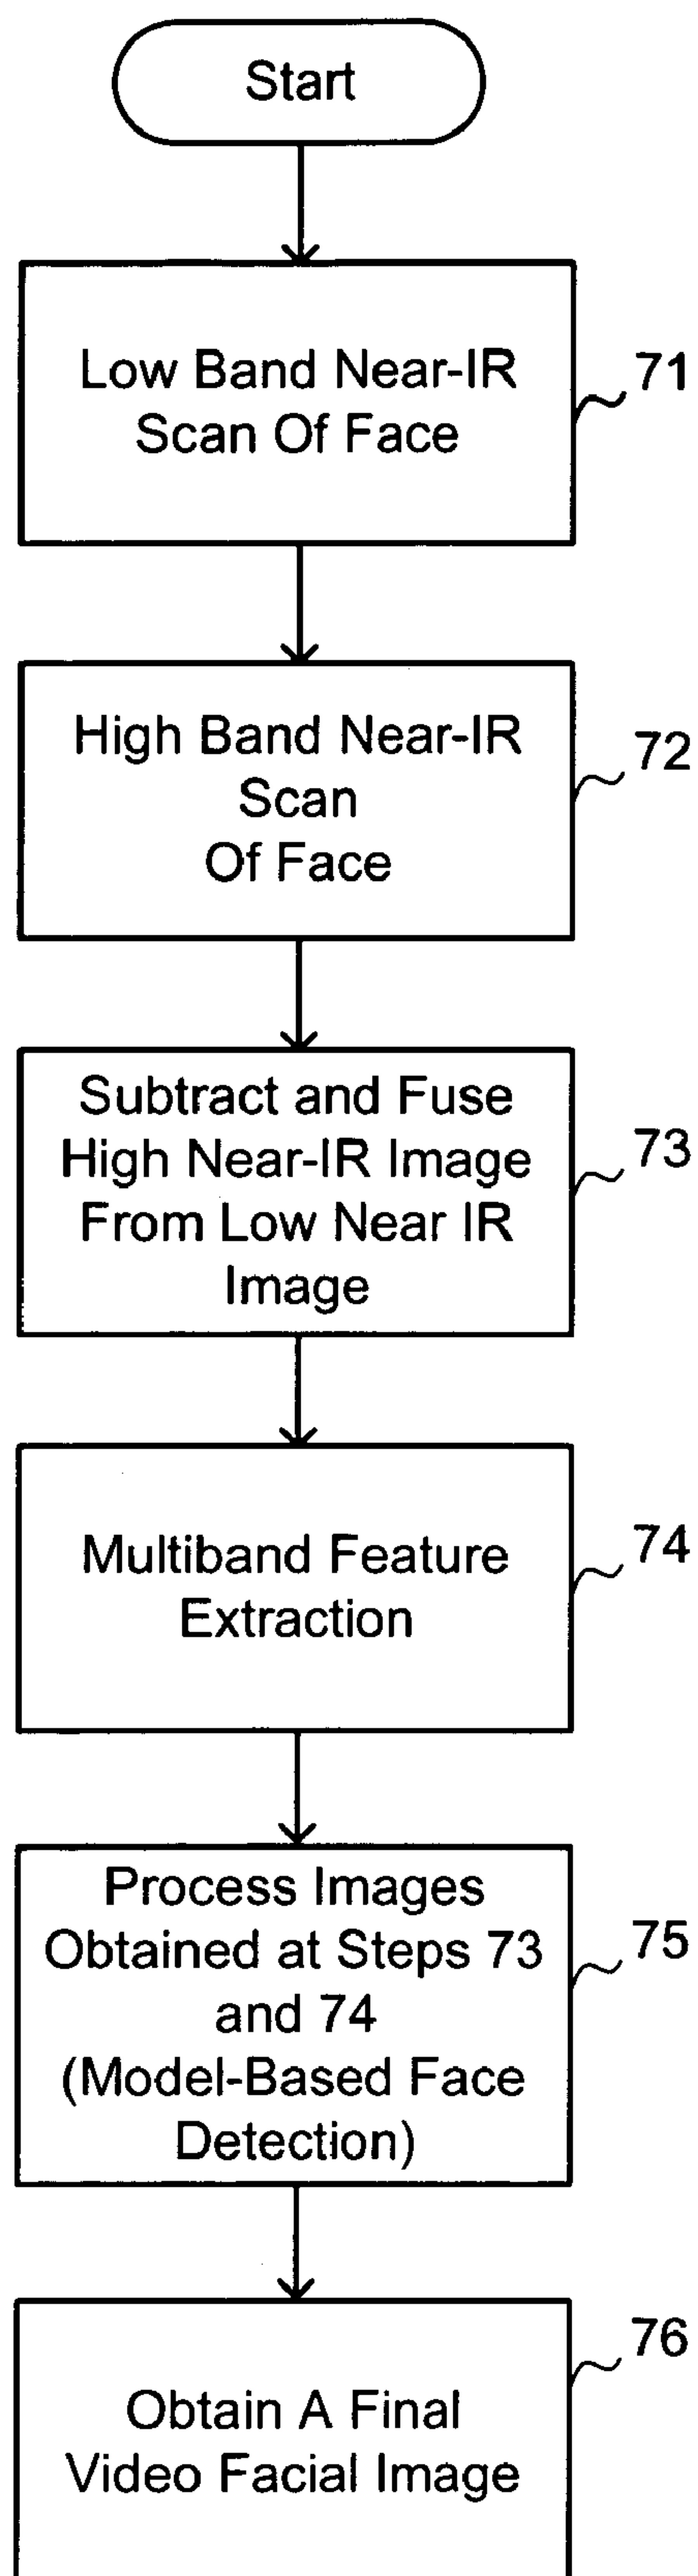 Start
Low Band Near-IR
Scan Of Face
71
High Band Near-IR
Scan
Of Face
72
Subtract and Fuse
High Near-IR Image
From Low Near IR
Image
73
Multiband Feature
Extraction
74
Process Images
Obtained at Steps 73
and 74
(Model-Based Face
Detection)
75
Obtain A Final
Video Facial Image
76